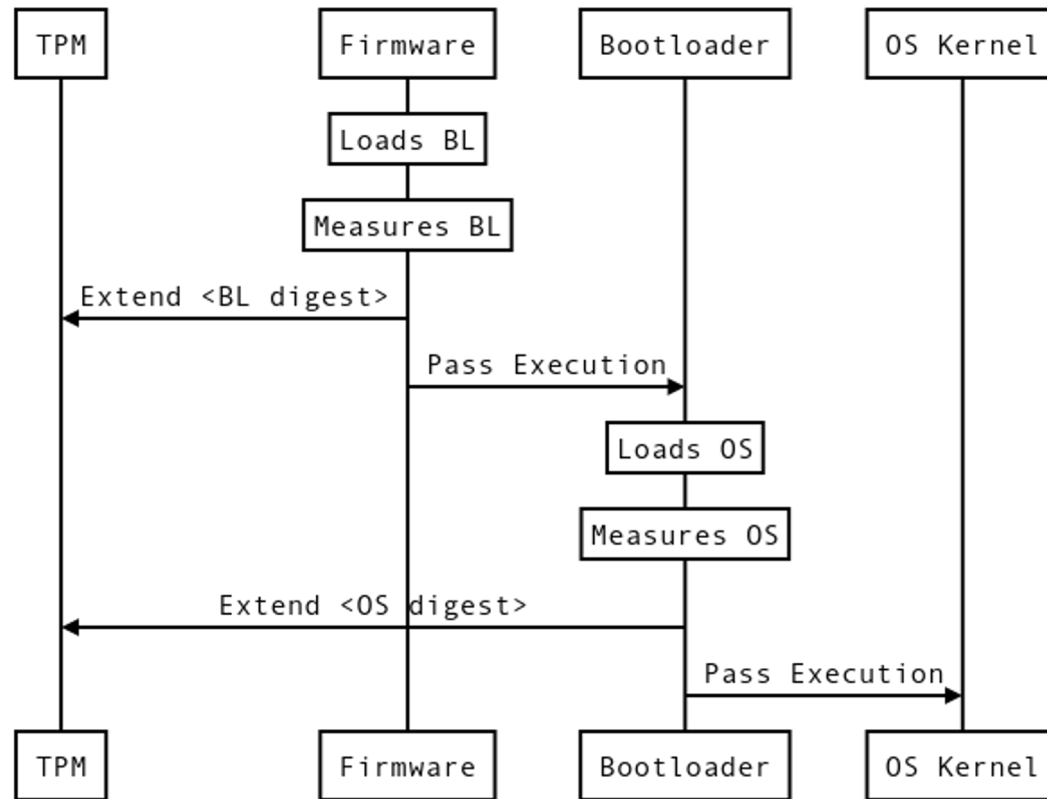 TPM
Firmware
Bootloader
OS Kernel
Loads BL
Measures BL
Extend <BL digest>
Pass Execution
Loads OS
Measures OS
Extend <OS digest>
Pass Execution
TPM
Firmware
Bootloader
OS Kernel